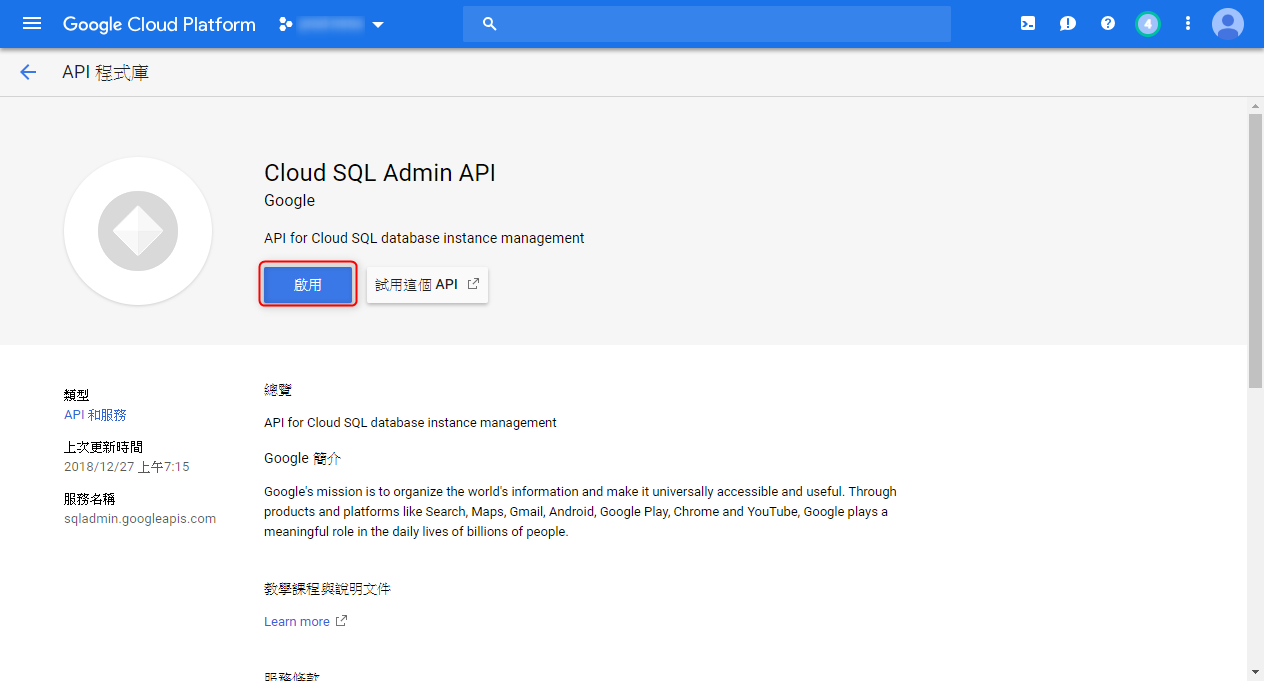 Google Cloud Platform
4
API 程式庫
Cloud SQL Admin API
Google
API for Cloud SQL database instance management
啟用
試用這個 API
類型
API 和服務
上次更新時間
2018/12/27 上午7:15
服務名稱
sqladmin.googleapis.com
總覽
API for Cloud SQL database instance management
Google 簡介
Google's mission is to organize the world's information and make it universally accessible and useful. Through
products and platforms like Search, Maps, Gmail, Android, Google Play, Chrome and YouTube, Google plays a
meaningful role in the daily lives of billions of people.
教學課程與說明文件
Learn more
服務條款